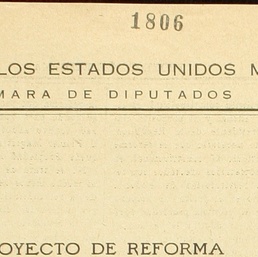 1806
LOS ESTADOS UNIDOS M
MARA DE DIPUTADOS
OYECTO DE REFORMA